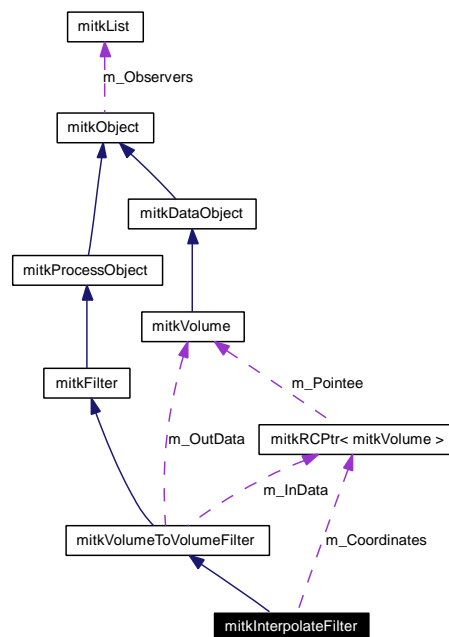 mitkList
m_Observers
mitkObject
mitkDataObject
mitkProcessObject
mitkVolume
mitkFilter
m_Pointee
m_OutData
mitkRCPtr< mitkVolume >
m_InData
mitkVolumeToVolumeFilter
m_Coordinates
mitkInterpolateFilter